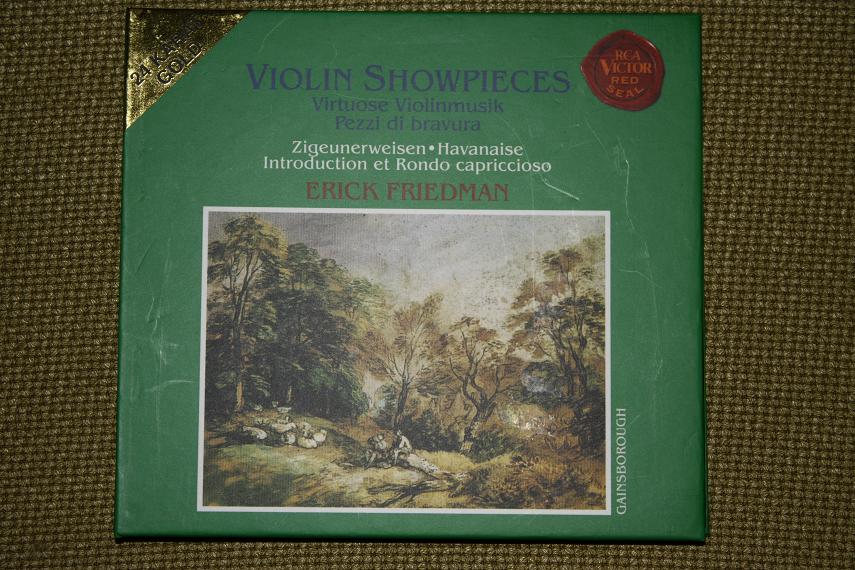 24 KARAT
GOLD
VIOLIN SHOWPIECES
Virtuose Violinmusik
Pezzi di bravura
Zigeunerweisen • Havanaise
Introduction et Rondo capriccioso
ERICK FRIEDMAN
RCA
VICTOR
RED
SEAL
GAINSBOROUGH